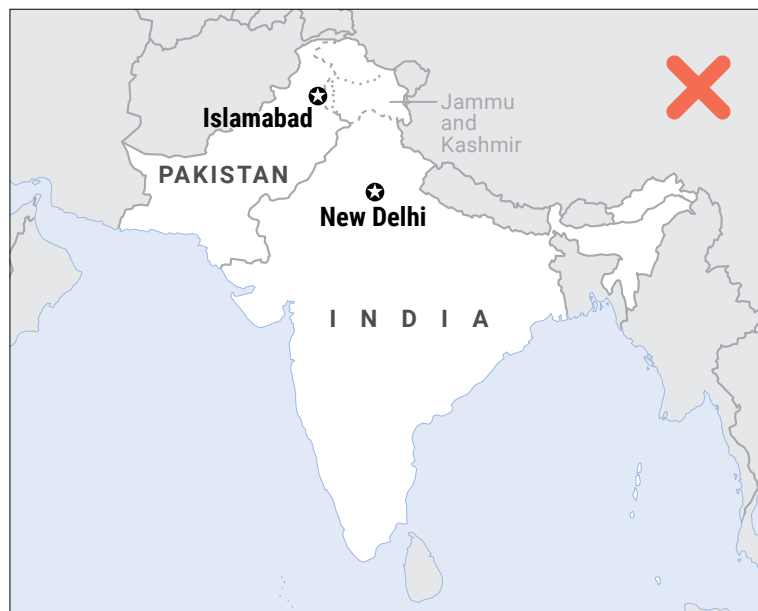 Jammu
and
Kashmir
Islamabad
PAKISTAN
New Delhi
I N D I A